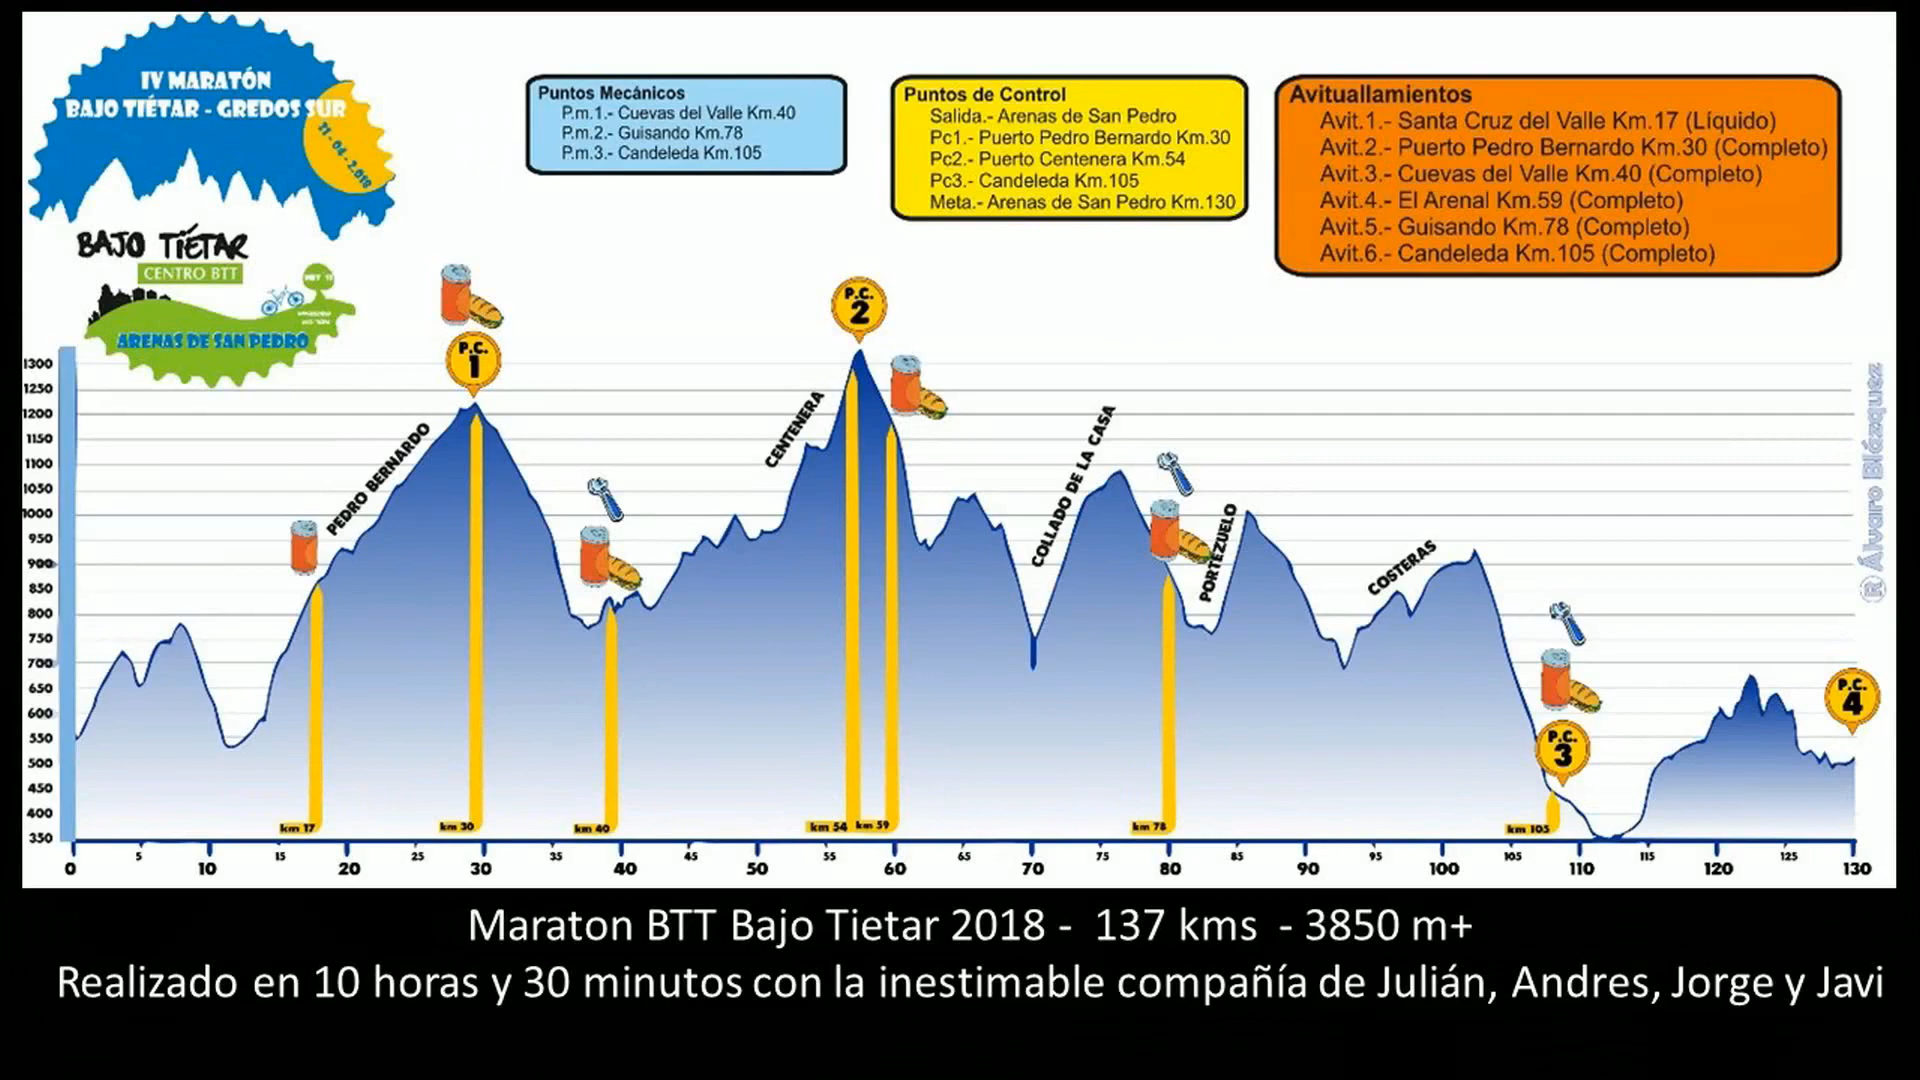 IV MARATÓN
BAJO TIÉTAR - GREDOS SUR
21 - 04 - 2.018
BAJO TIÉTAR
CENTRO BTT
ARENAS DE SAN PEDRO
Puntos Mecánicos
P.m.1.- Cuevas del Valle Km.40
P.m.2.- Guisando Km.78
P.m.3.- Candeleda Km.105
Puntos de Control
Salida.- Arenas de San Pedro
Pc1.- Puerto Pedro Bernardo Km.30
Pc2.- Puerto Centenera Km.54
Pc3.- Candeleda Km.105
Meta.- Arenas de San Pedro Km.130
Avituallamientos
Avit.1.- Santa Cruz del Valle Km.17 (Líquido)
Avit.2.- Puerto Pedro Bernardo Km.30 (Completo)
Avit.3.- Cuevas del Valle Km.40 (Completo)
Avit.4.- El Arenal Km.59 (Completo)
Avit.5.- Guisando Km.78 (Completo)
Avit.6.- Candeleda Km.105 (Completo)
P.C.
1
P.C.
2
P.C.
3
P.C.
4
PEDRO BERNARDO
CENTENERA
COLLADO DE LA CASA
PORTEZUELO
COSTERAS
® Álvaro Blázquez
1300
1250
1200
1150
1100
1050
1000
950
900
850
800
750
700
650
600
550
500
450
400
350
km 17
km 30
km 40
km 54
km 59
km 78
km 105
0 5 10 15 20 25 30 35 40 45 50 55 60 65 70 75 80 85 90 95 100 105 110 115 120 125 130
Maraton BTT Bajo Tietar 2018 - 137 kms - 3850 m+
Realizado en 10 horas y 30 minutos con la inestimable compañía de Julián, Andres, Jorge y Javi